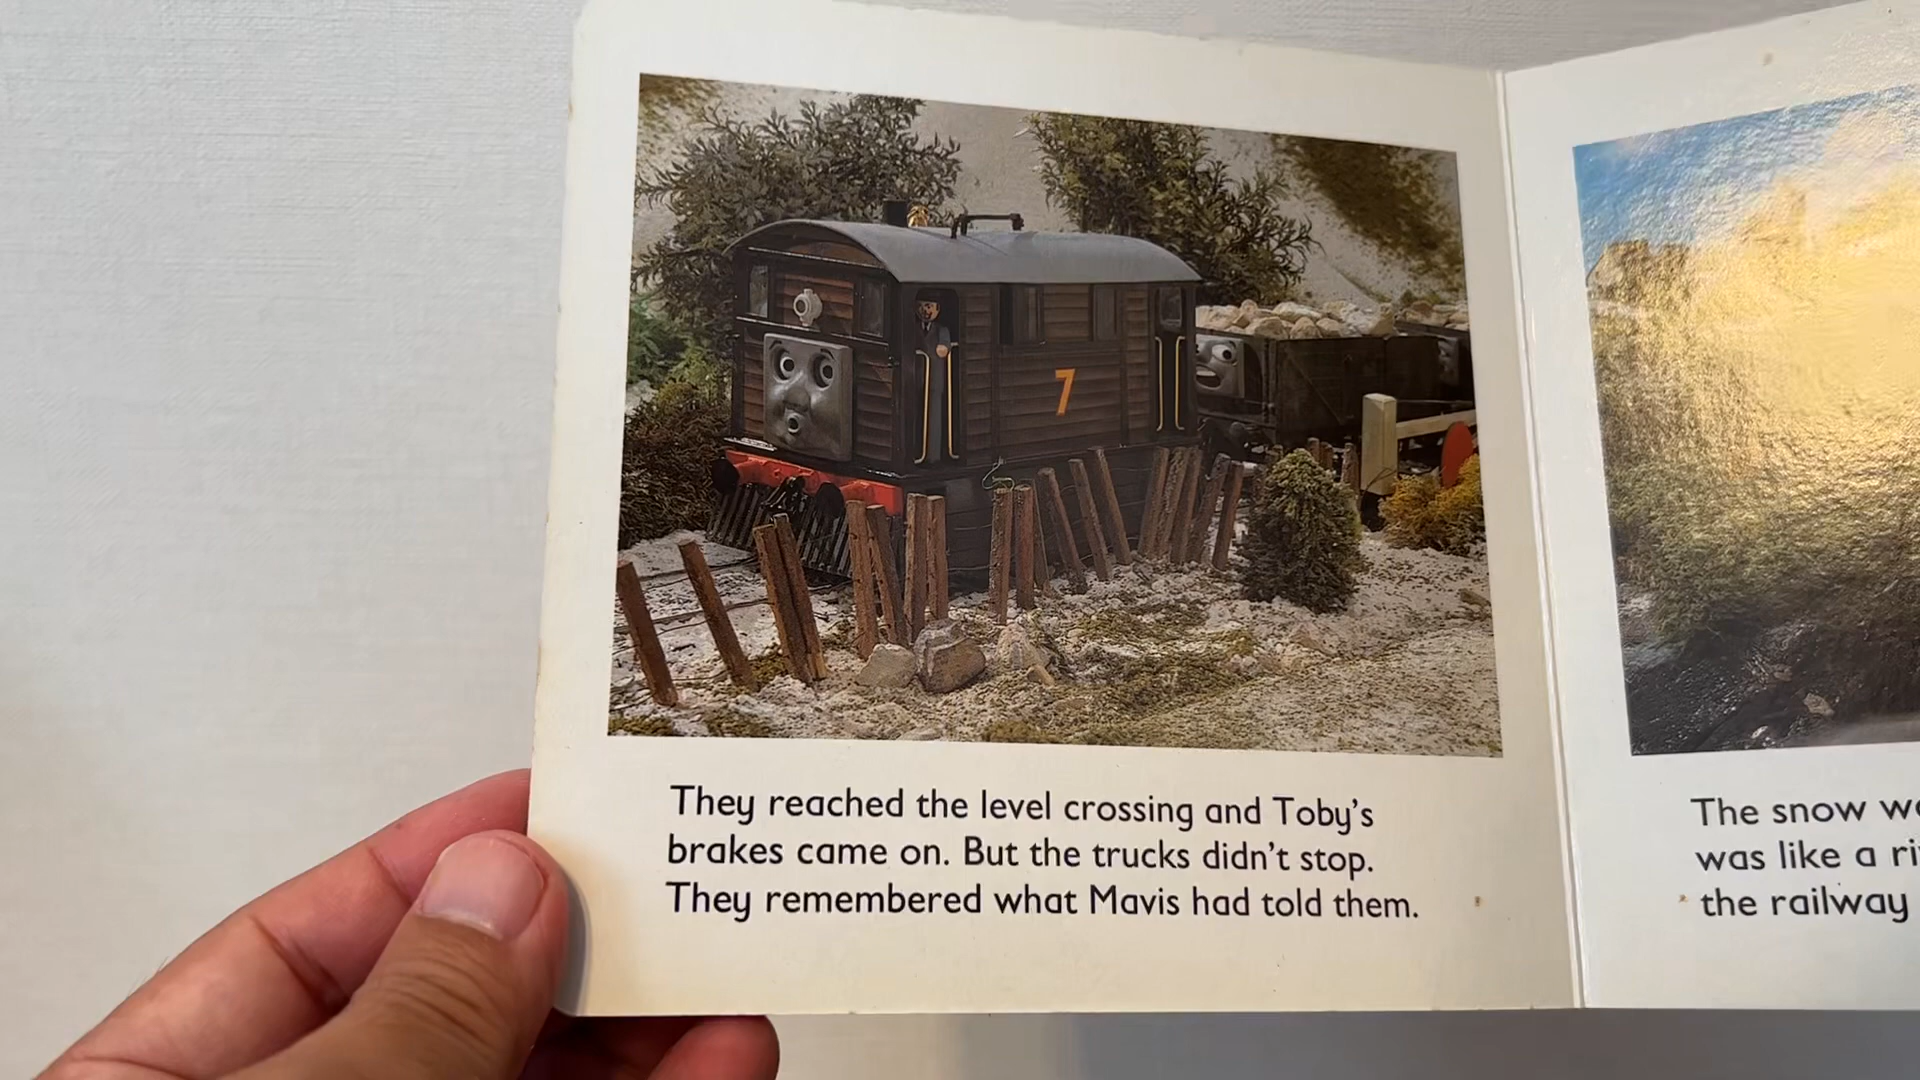 7
They reached the level crossing and Toby's
brakes came on. But the trucks didn't stop.
They remembered what Mavis had told them.
The snow
was like a
the railway